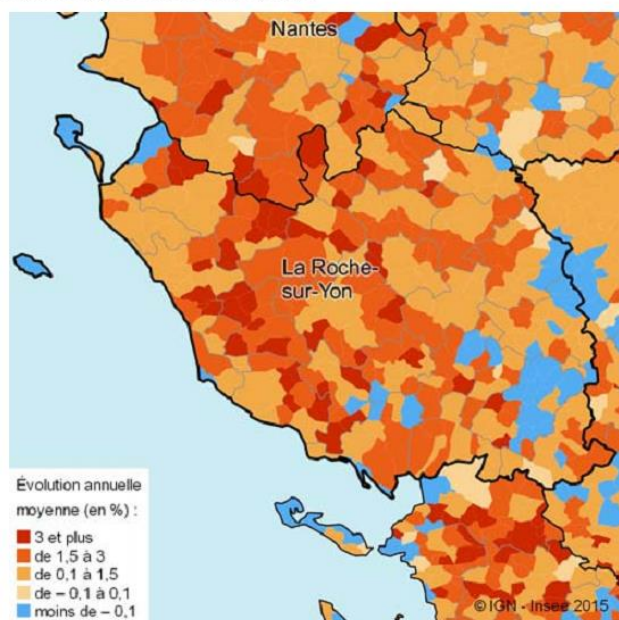 Nantes
La Roche-
sur-Yon
Évolution annuelle
moyenne (en %) :
3 et plus
de 1,5 à 3
de 0,1 à 1,5
de – 0,1 à 0,1
moins de – 0,1
© IGN - Insee 2015